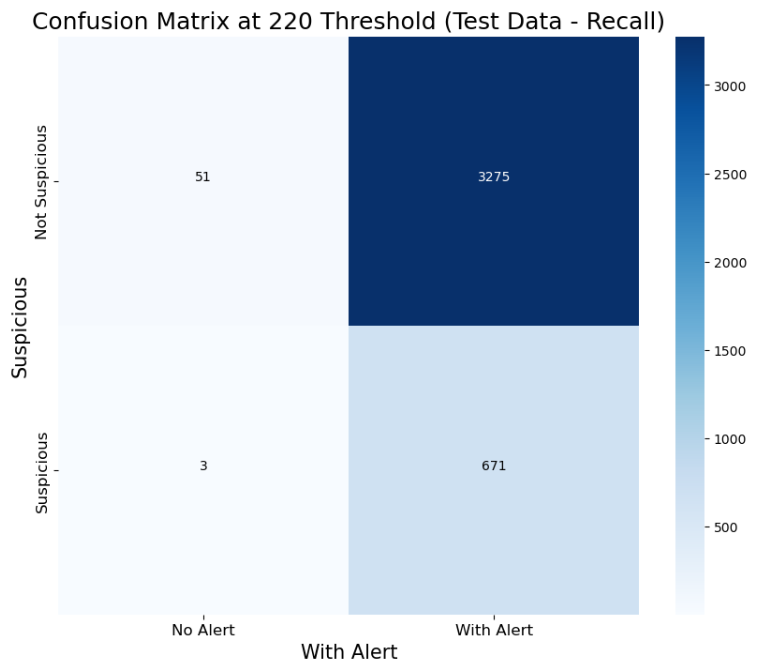 Confusion Matrix at 220 Threshold (Test Data - Recall)
Suspicious
Not Suspicious
51
3275
Suspicious
3
671
No Alert
With Alert
With Alert
3000
2500
2000
1500
1000
500